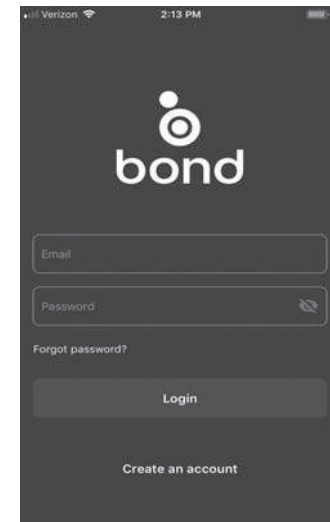 Verizon 2:13 PM
bond
Email
Password
Forgot password?
Login
Create an account